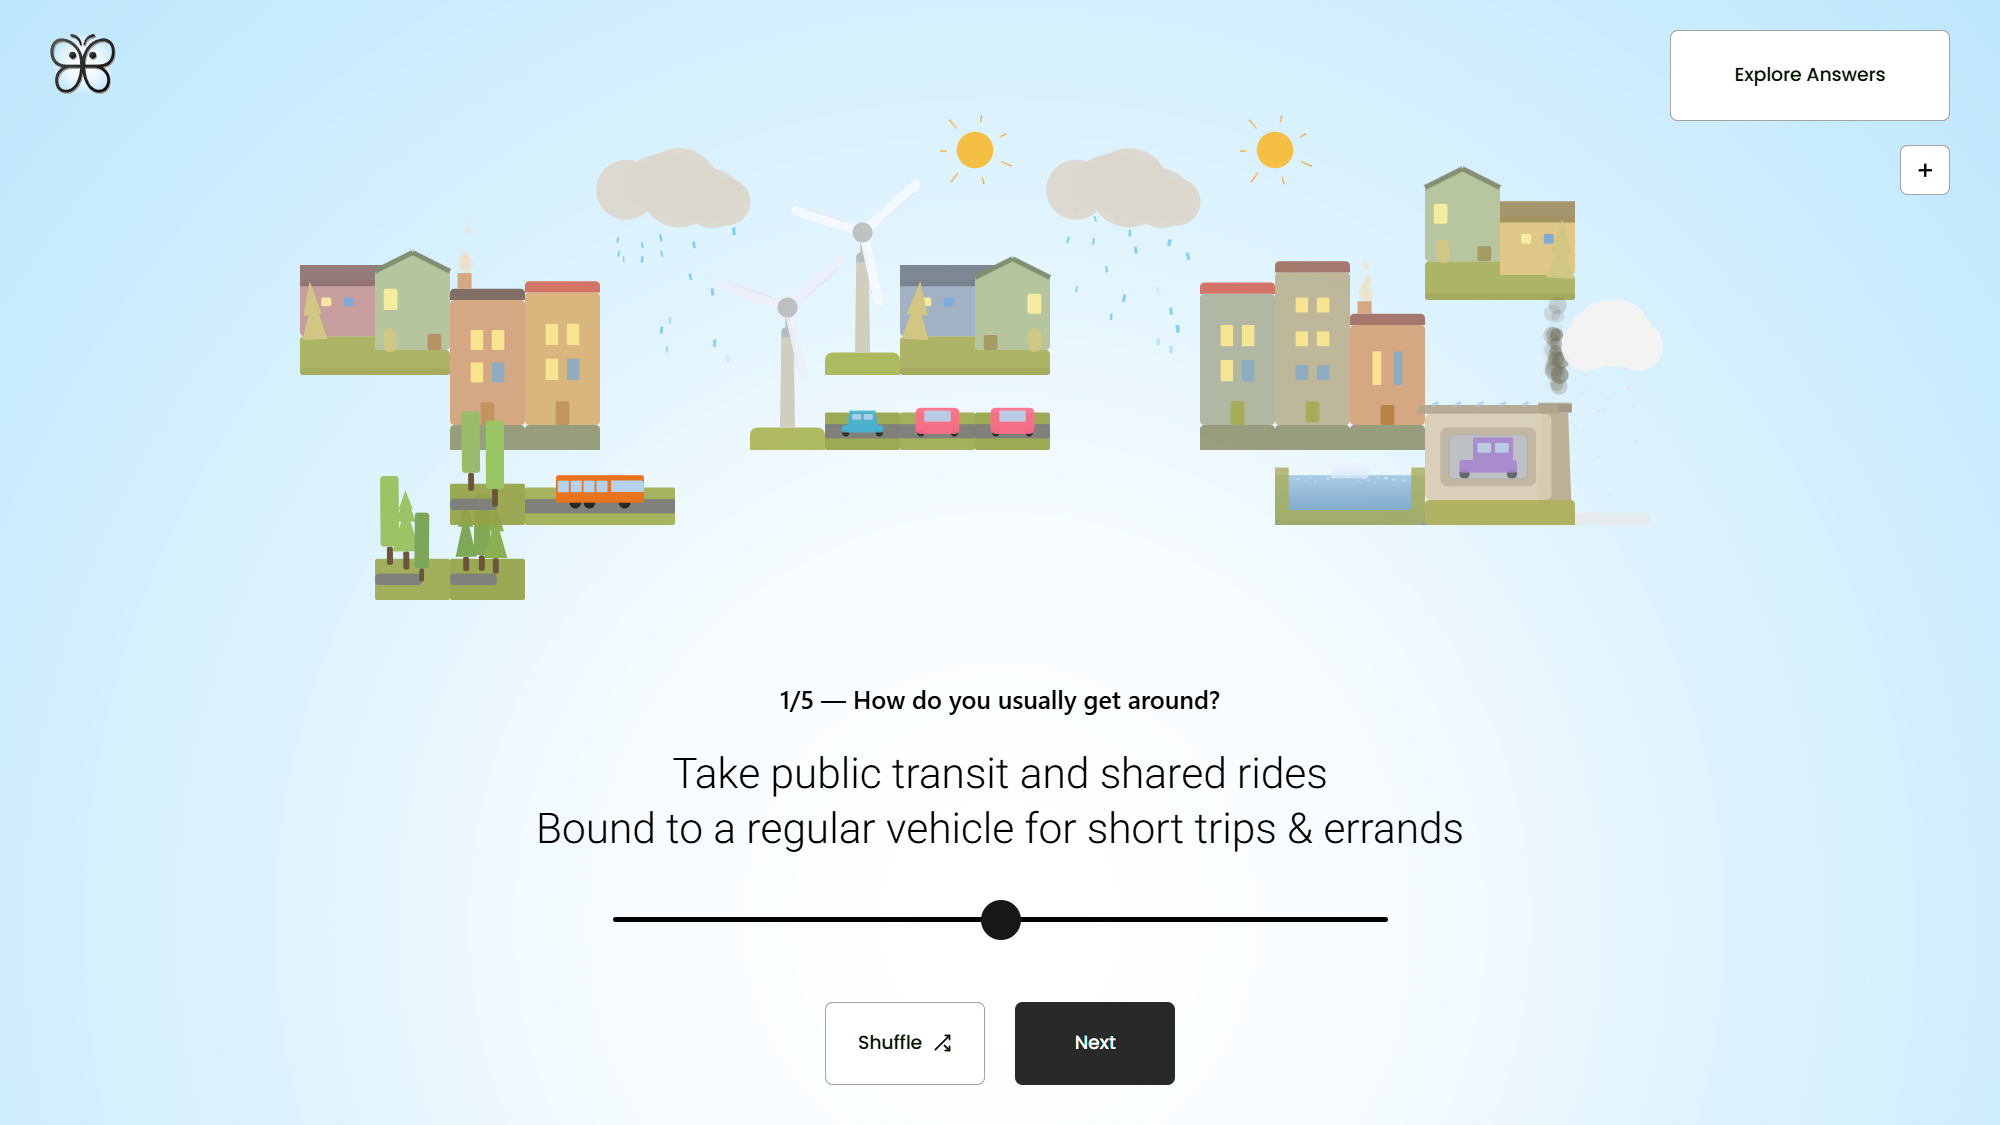 Explore Answers
+
1/5 — How do you usually get around?
Take public transit and shared rides
Bound to a regular vehicle for short trips & errands
Shuffle
Next